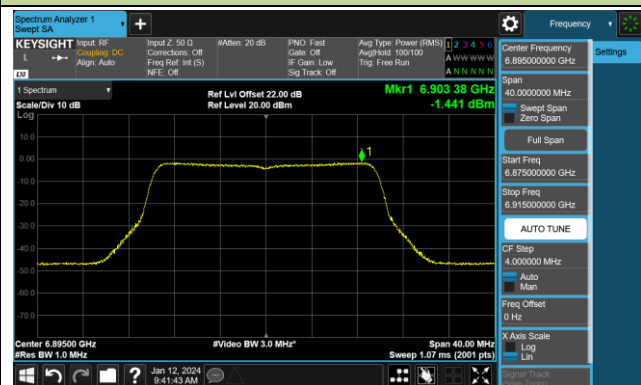 Spectrum Analyzer 1
Swept SA
Frequency
KEYSIGHT
Input: RF
Coupling: DC
Align: Auto
Input Z: 50 Ω
Corrections: Off
Freq Ref: Int (S)
NFE: Off
#Atten: 20 dB
PNO: Fast
Gate: Off
IF Gain: Low
Sig Track: Off
Avg Type: Power (RMS)
Avg|Hold: 100/100
Trig: Free Run
1 2 3 4 5 6
A W W W W W
A N N N N N
L
LXI
1 Spectrum
Scale/Div 10 dB
Log
Ref Lvl Offset 22.00 dB
Ref Level 20.00 dBm
Mkr1 6.903 38 GHz
-1.441 dBm
10.0
0.00
-10.0
-20.0
-30.0
-40.0
-50.0
-60.0
-70.0
1
Center 6.89500 GHz
#Res BW 1.0 MHz
#Video BW 3.0 MHz*
Span 40.00 MHz
Sweep 1.07 ms (2001 pts)
Jan 12, 2024
9:41:43 AM
Center Frequency
6.895000000 GHz
Span
40.0000000 MHz
Swept Span
Zero Span
Full Span
Start Freq
6.875000000 GHz
Stop Freq
6.915000000 GHz
AUTO TUNE
CF Step
4.000000 MHz
Auto
Man
Freq Offset
0 Hz
X Axis Scale
Log
Lin
Signal Track
(Span Zoom)
Settings